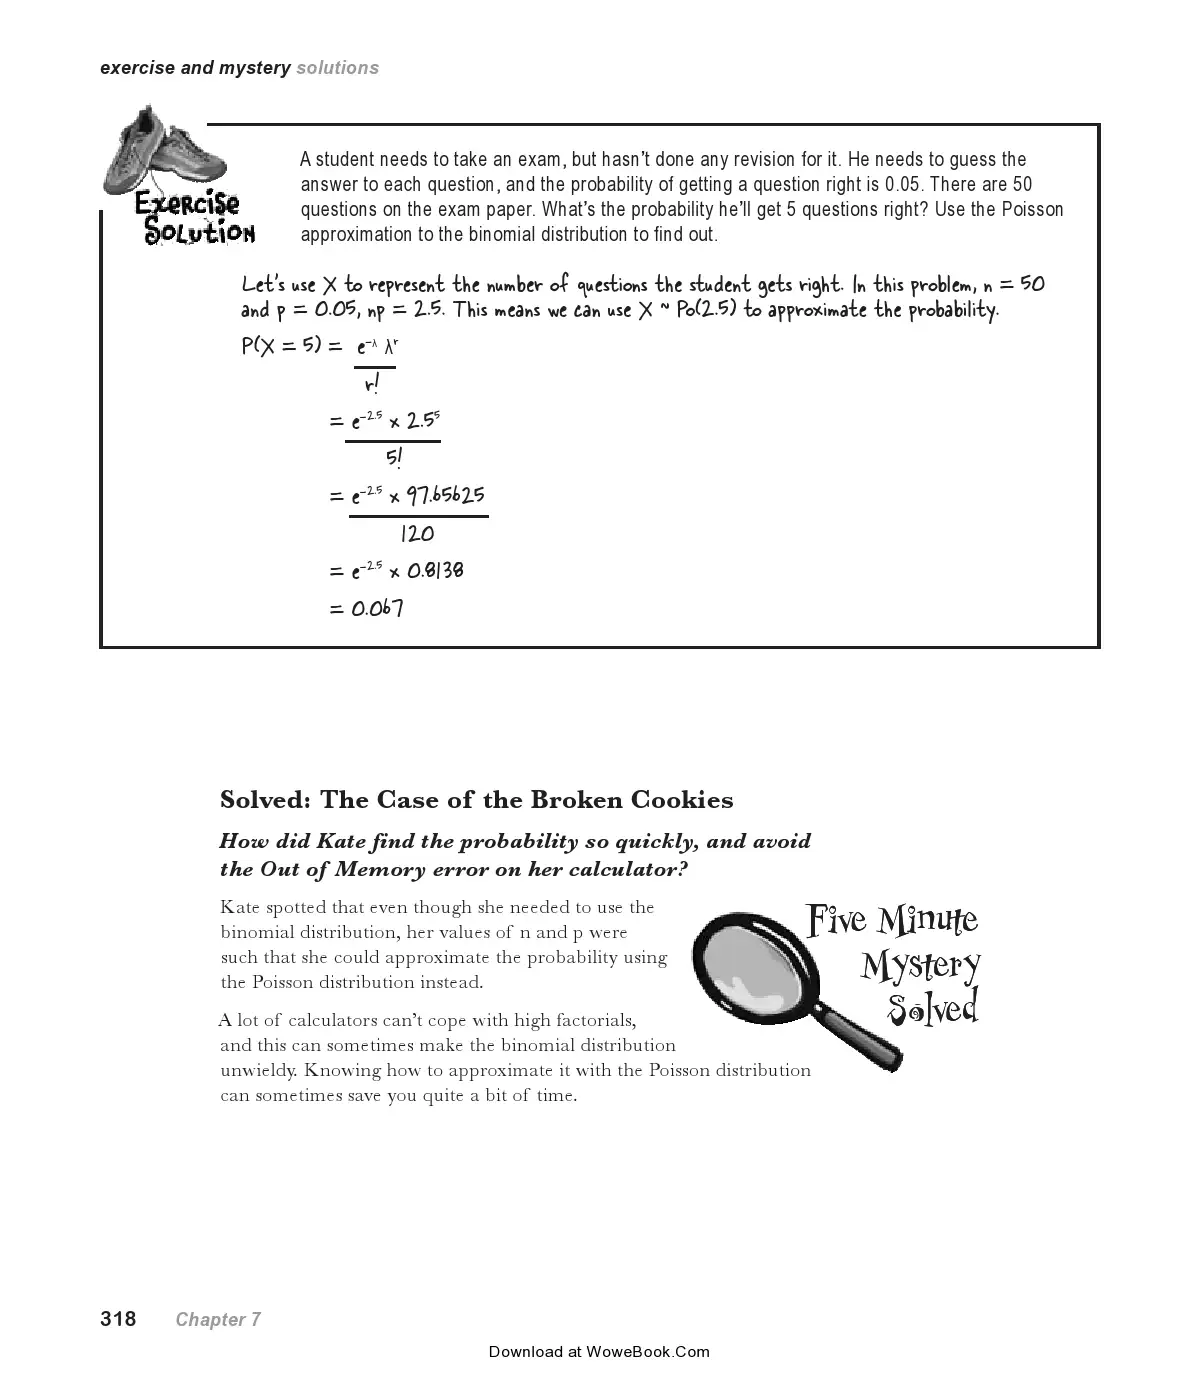 exercise and mystery solutions
Exercise
Solution
A student needs to take an exam, but hasn’t done any revision for it. He needs to guess the
answer to each question, and the probability of getting a question right is 0.05. There are 50
questions on the exam paper. What’s the probability he’ll get 5 questions right? Use the Poisson
approximation to the binomial distribution to find out.
Let’s use X to represent the number of questions the student gets right. In this problem, n = 50
and p = 0.05, np = 2.5. This means we can use X ~ Po(2.5) to approximate the probability.
P(X = 5) = e⁻λ λʳ
r!
= e⁻²·⁵ x 2.5⁵
5!
= e⁻²·⁵ x 97.65625
120
= e⁻²·⁵ x 0.8138
= 0.067
Solved: The Case of the Broken Cookies
How did Kate find the probability so quickly, and avoid
the Out of Memory error on her calculator?
Kate spotted that even though she needed to use the
binomial distribution, her values of n and p were
such that she could approximate the probability using
the Poisson distribution instead.
Five Minute
Mystery
Solved
A lot of calculators can’t cope with high factorials,
and this can sometimes make the binomial distribution
unwieldy. Knowing how to approximate it with the Poisson distribution
can sometimes save you quite a bit of time.
318 Chapter 7
Download at WoweBook.Com